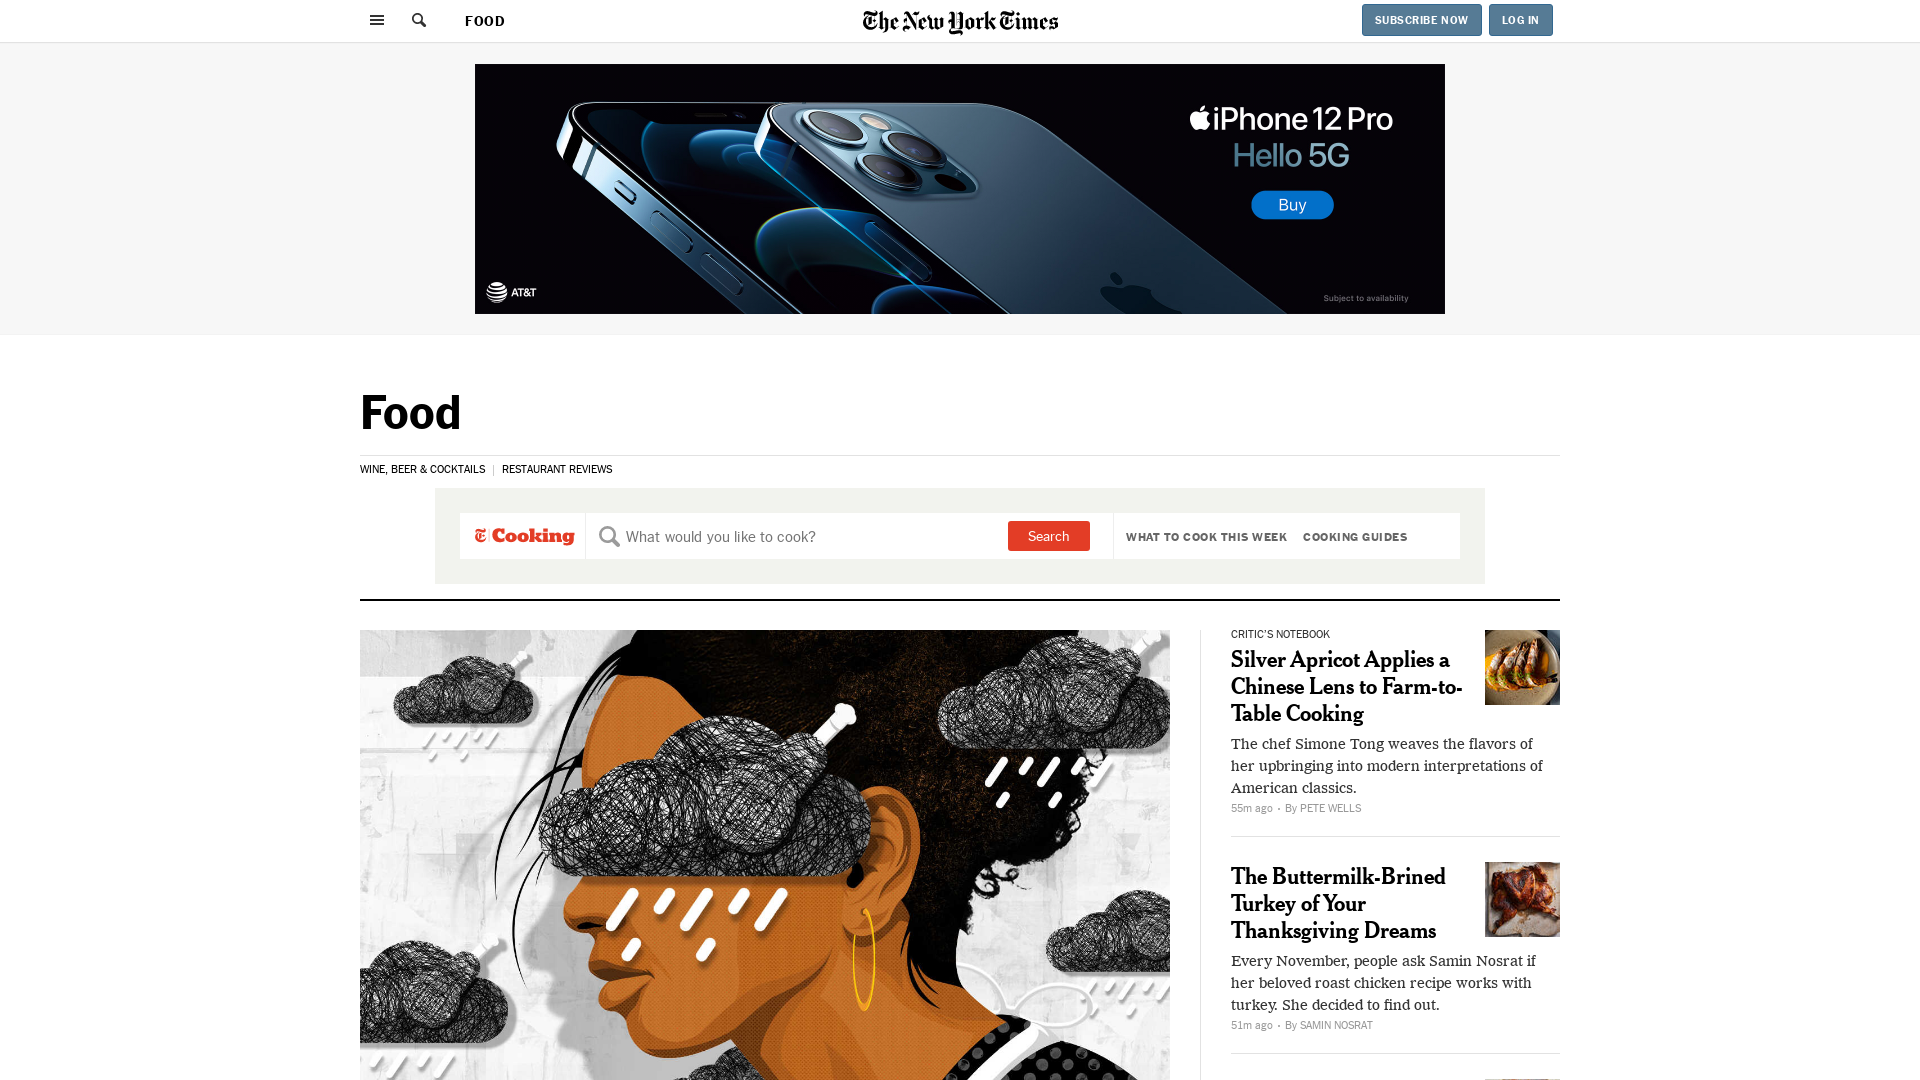 FOOD
The New York Times
SUBSCRIBE NOW
LOG IN
iPhone 12 Pro
Hello 5G
Buy
AT&T
Subject to availability
Food
WINE, BEER & COCKTAILS
RESTAURANT REVIEWS
Cooking
What would you like to cook?
Search
WHAT TO COOK THIS WEEK
COOKING GUIDES
CRITIC'S NOTEBOOK
Silver Apricot Applies a
Chinese Lens to Farm-to-
Table Cooking
The chef Simone Tong weaves the flavors of
her upbringing into modern interpretations of
American classics.
55m ago • By PETE WELLS
The Buttermilk-Brined
Turkey of Your
Thanksgiving Dreams
Every November, people ask Samin Nosrat if
her beloved roast chicken recipe works with
turkey. She decided to find out.
51m ago • By SAMIN NOSRAT